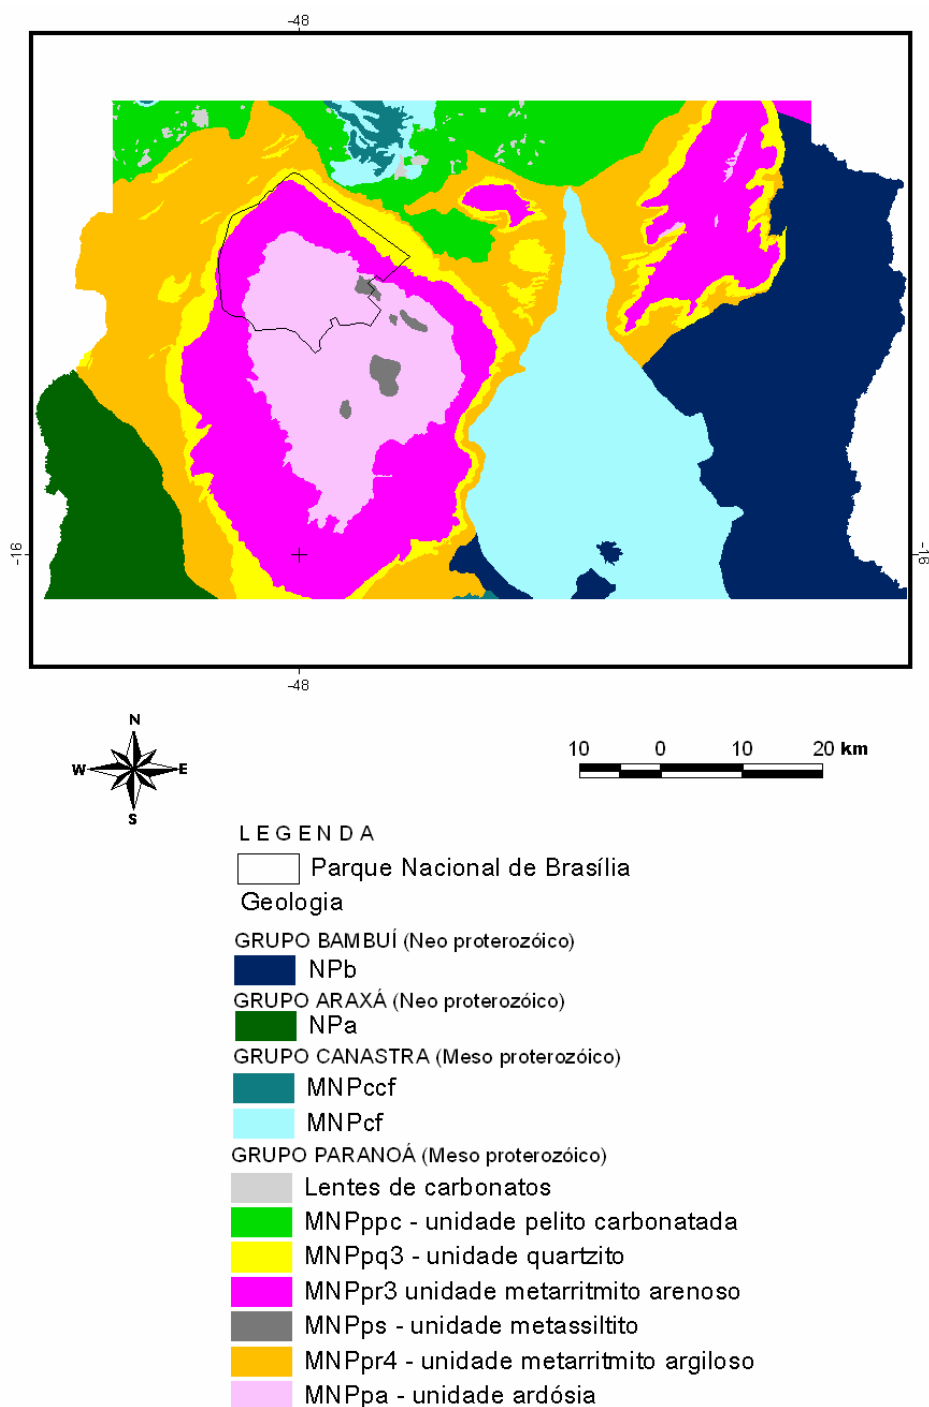 -48
-16
-16
-48
N
W E
S
10 0 10 20 km
L E G E N D A
Parque Nacional de Brasília
Geologia
GRUPO BAMBUÍ (Neo proterozóico)
NPb
GRUPO ARAXÁ (Neo proterozóico)
NPa
GRUPO CANASTRA (Meso proterozóico)
MNPccf
MNPcf
GRUPO PARANOÁ (Meso proterozóico)
Lentes de carbonatos
MNPppc - unidade pelito carbonatada
MNPpq3 - unidade quartzito
MNPpr3 unidade metarritmito arenoso
MNPps - unidade metassiltito
MNPpr4 - unidade metarritmito argiloso
MNPpa - unidade ardósia